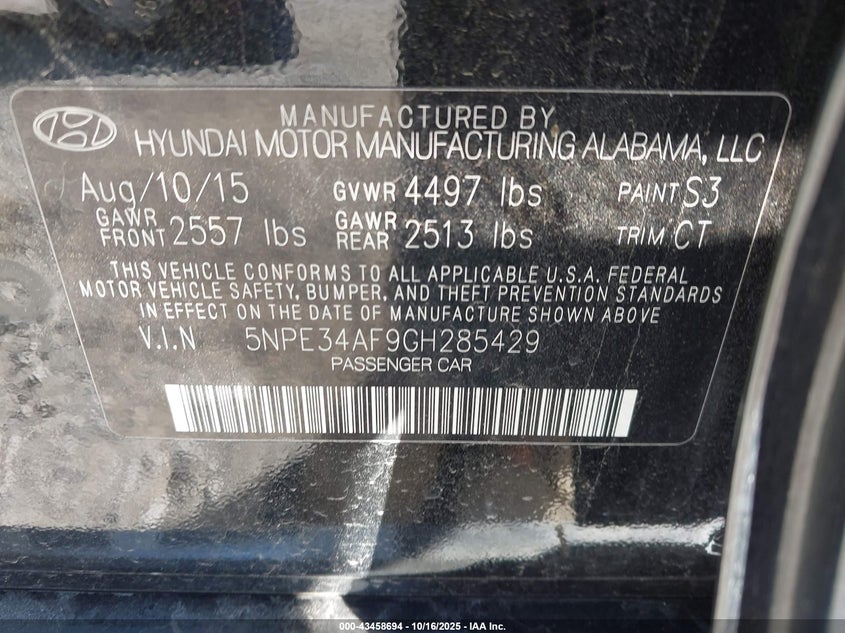 MANUFACTURED BY
HYUNDAI MOTOR MANUFACTURING ALABAMA, LLC
Aug/10/15 GVWR 4497 lbs PAINT S3
GAWR FRONT 2557 lbs GAWR REAR 2513 lbs TRIM CT
THIS VEHICLE CONFORMS TO ALL APPLICABLE U.S.A. FEDERAL
MOTOR VEHICLE SAFETY, BUMPER, AND THEFT PREVENTION STANDARDS
IN EFFECT ON THE DATE OF MANUFACTURE SHOWN ABOVE
V.I.N 5NPE34AF9GH285429
PASSENGER CAR
000-43458694 - 10/16/2025 - IAA Inc.